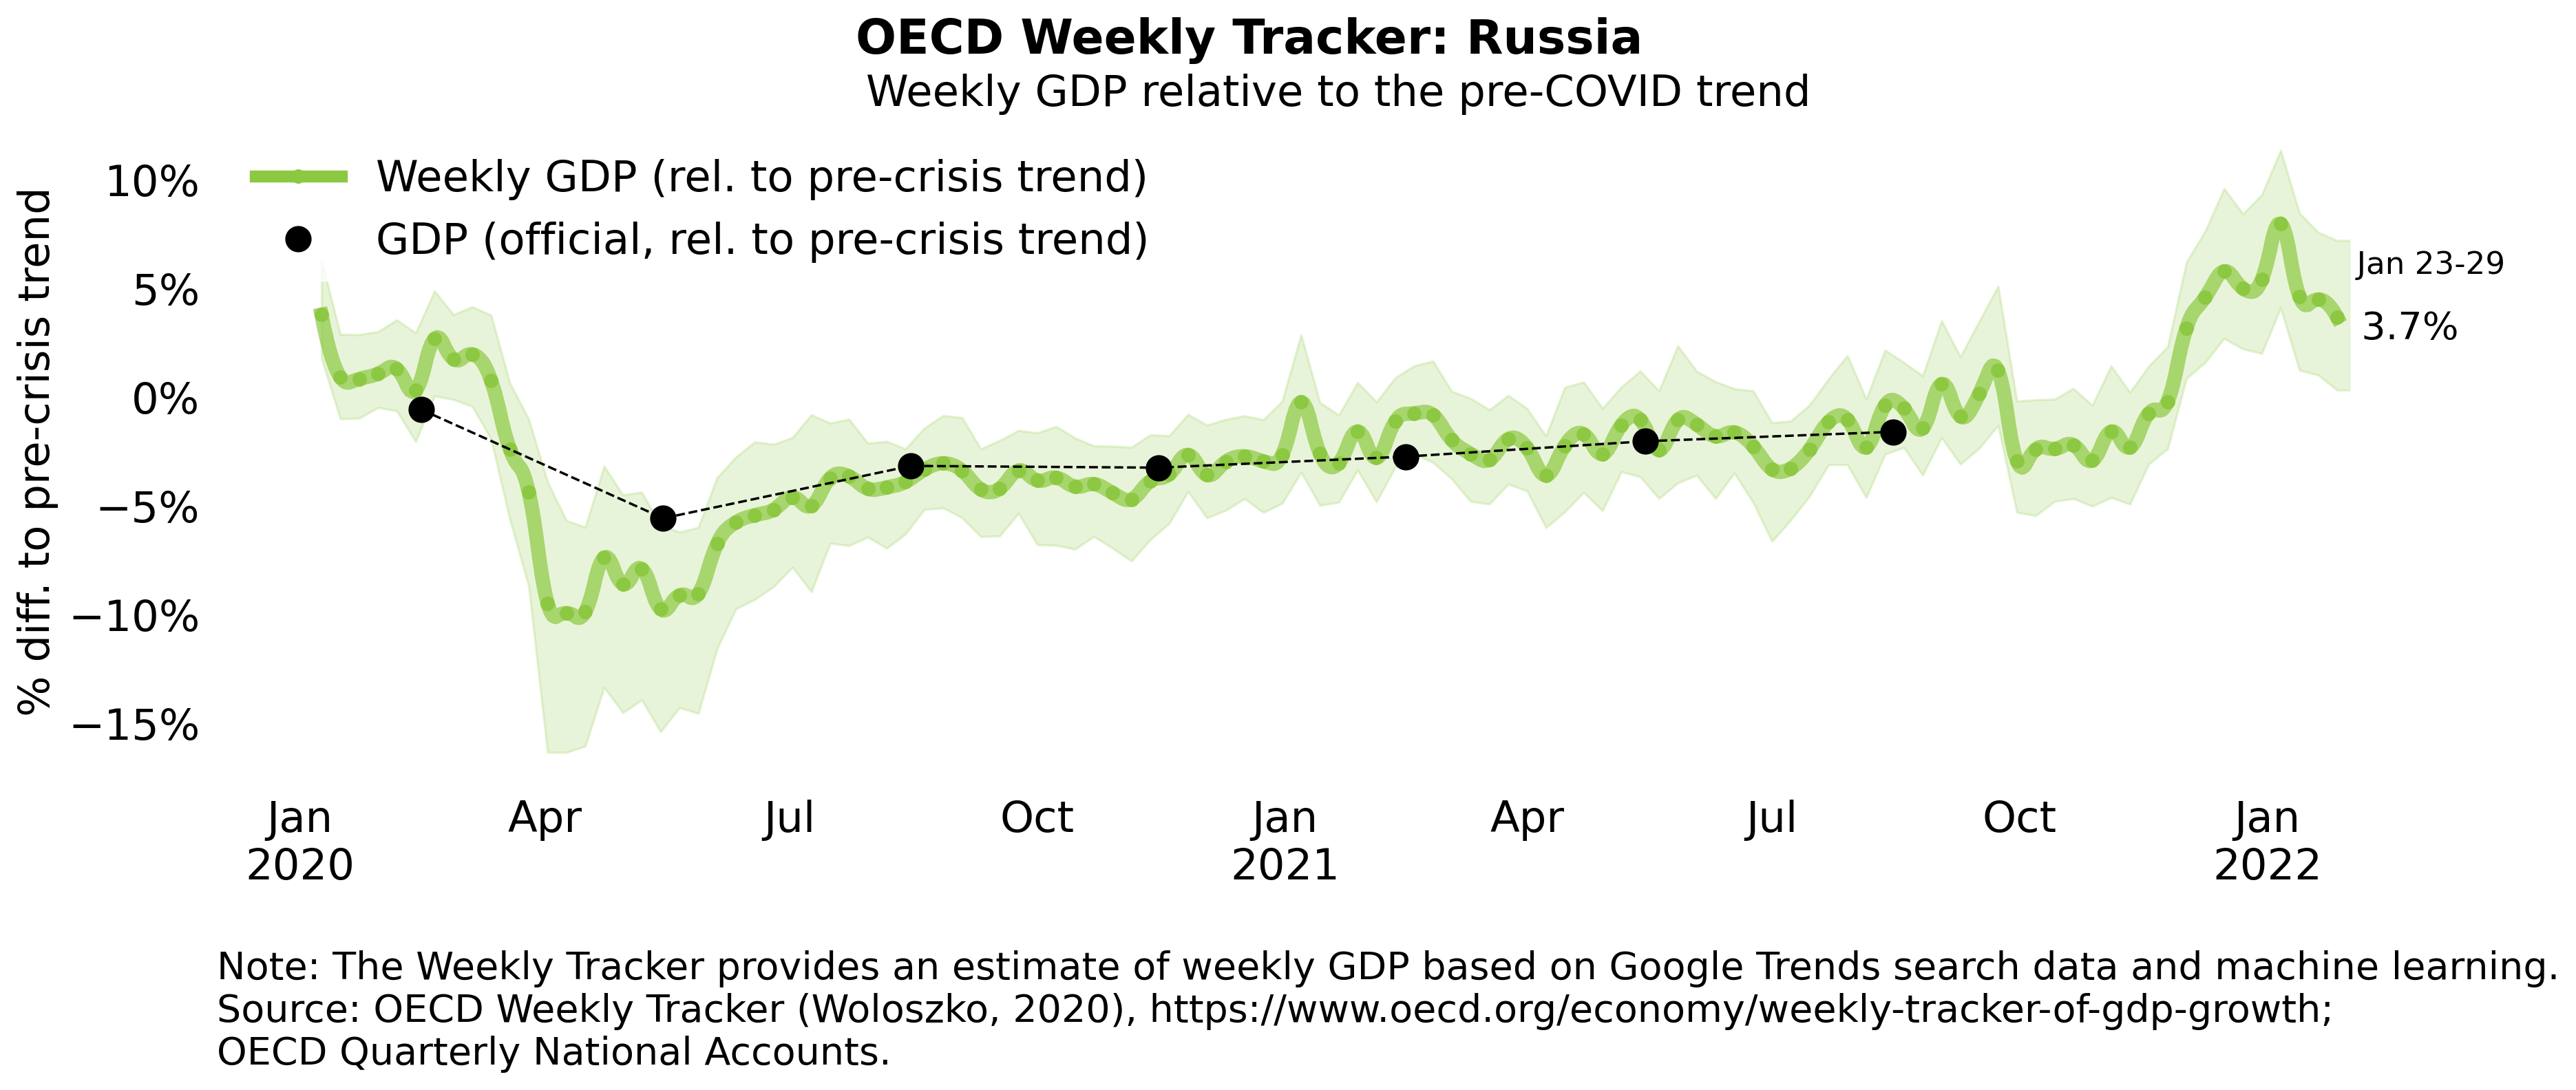 OECD Weekly Tracker: Russia
Weekly GDP relative to the pre-COVID trend
% diff. to pre-crisis trend
10%
5%
0%
−5%
−10%
−15%
Weekly GDP (rel. to pre-crisis trend)
GDP (official, rel. to pre-crisis trend)
Jan 23-29
3.7%
Jan
2020
Apr
Jul
Oct
Jan
2021
Apr
Jul
Oct
Jan
2022
Note: The Weekly Tracker provides an estimate of weekly GDP based on Google Trends search data and machine learning.
Source: OECD Weekly Tracker (Woloszko, 2020), https://www.oecd.org/economy/weekly-tracker-of-gdp-growth;
OECD Quarterly National Accounts.